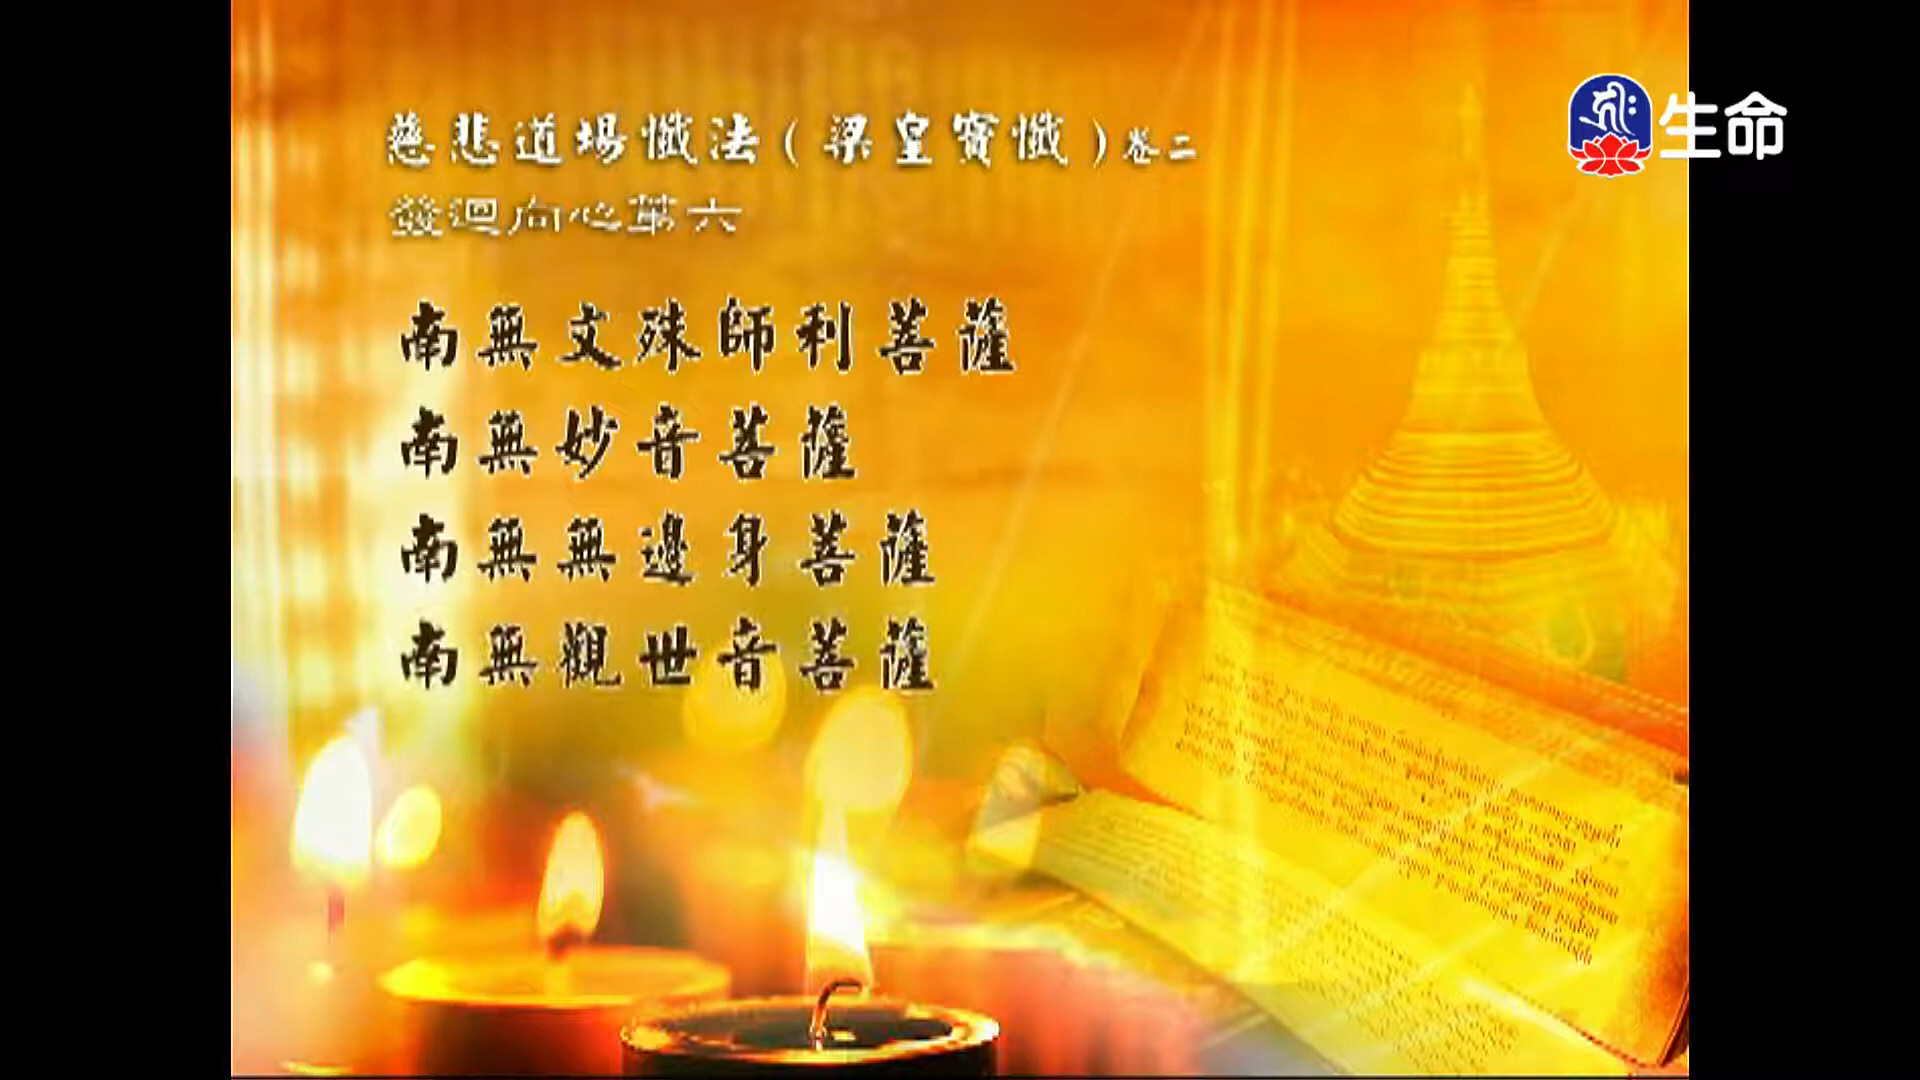 慈悲道場懺法(梁皇寶懺)卷二
發迴向心第六
南無文殊師利菩薩
南無妙音菩薩
南無無邊身菩薩
南無觀世音菩薩
生命